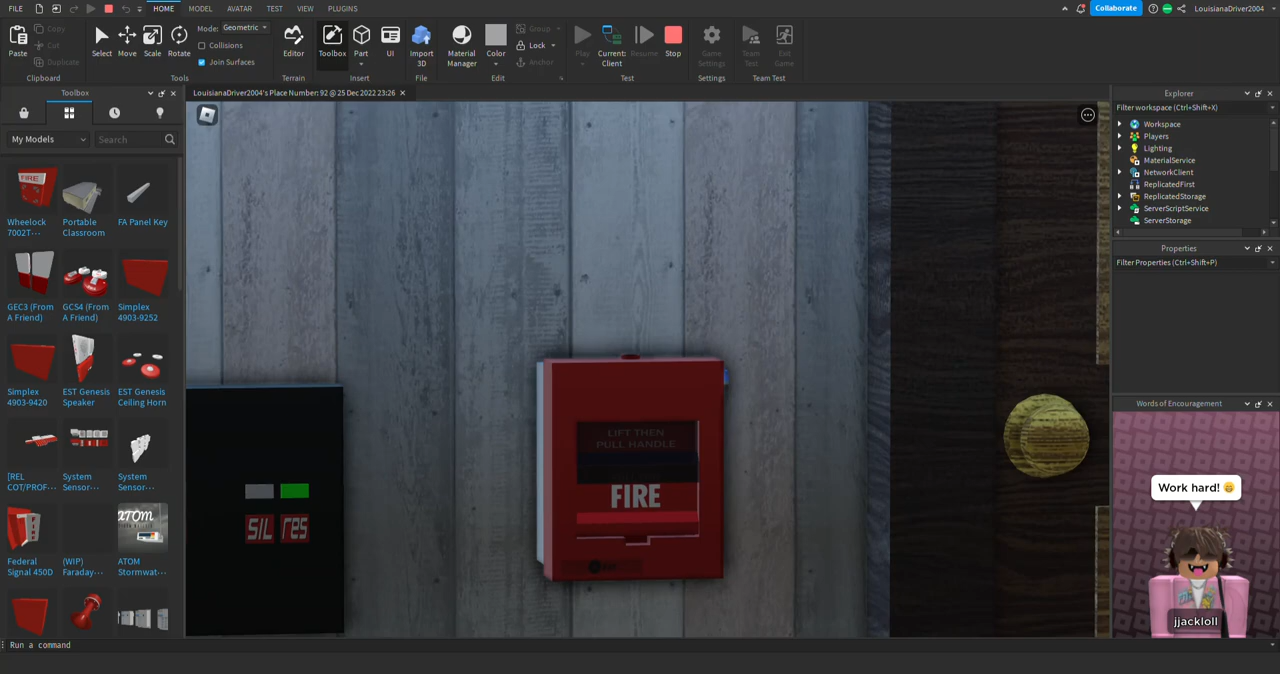 FILE
HOME
MODEL
AVATAR
TEST
VIEW
PLUGINS
Collaborate
LouisianaDriver2004
Paste
Copy
Cut
Duplicate
Clipboard
Select
Move
Scale
Rotate
Mode: Geometric
Collisions
Join Surfaces
Tools
Editor
Terrain
Toolbox
Part
UI
Insert
Import
3D
File
Material
Manager
Color
Group
Lock
Anchor
Edit
Play
Current:
Client
Resume
Stop
Test
Game
Settings
Settings
Team
Test
Exit
Game
Team Test
Toolbox
My Models
Search
FIRE
Wheelock
7002T···
Portable
Classroom
FA Panel Key
GEC3 (From
A Friend)
GCS4 (From
A Friend)
Simplex
4903-9252
Simplex
4903-9420
EST Genesis
Speaker
EST Genesis
Ceiling Horn
[REL
COT/PROF···
System
Sensor···
System
Sensor···
ATOM
Federal
Signal 450D
(WIP)
Faraday···
ATOM
Stormwat···
LouisianaDriver2004's Place Number: 92 @ 25 Dec 2022 23:26
SIL res
LIFT THEN
PULL HANDLE
FIRE
Explorer
Filter workspace (Ctrl+Shift+X)
Workspace
Players
Lighting
MaterialService
NetworkClient
ReplicatedFirst
ReplicatedStorage
ServerScriptService
ServerStorage
Properties
Filter Properties (Ctrl+Shift+P)
Words of Encouragement
Work hard! 😁
jjackloll
Run a command